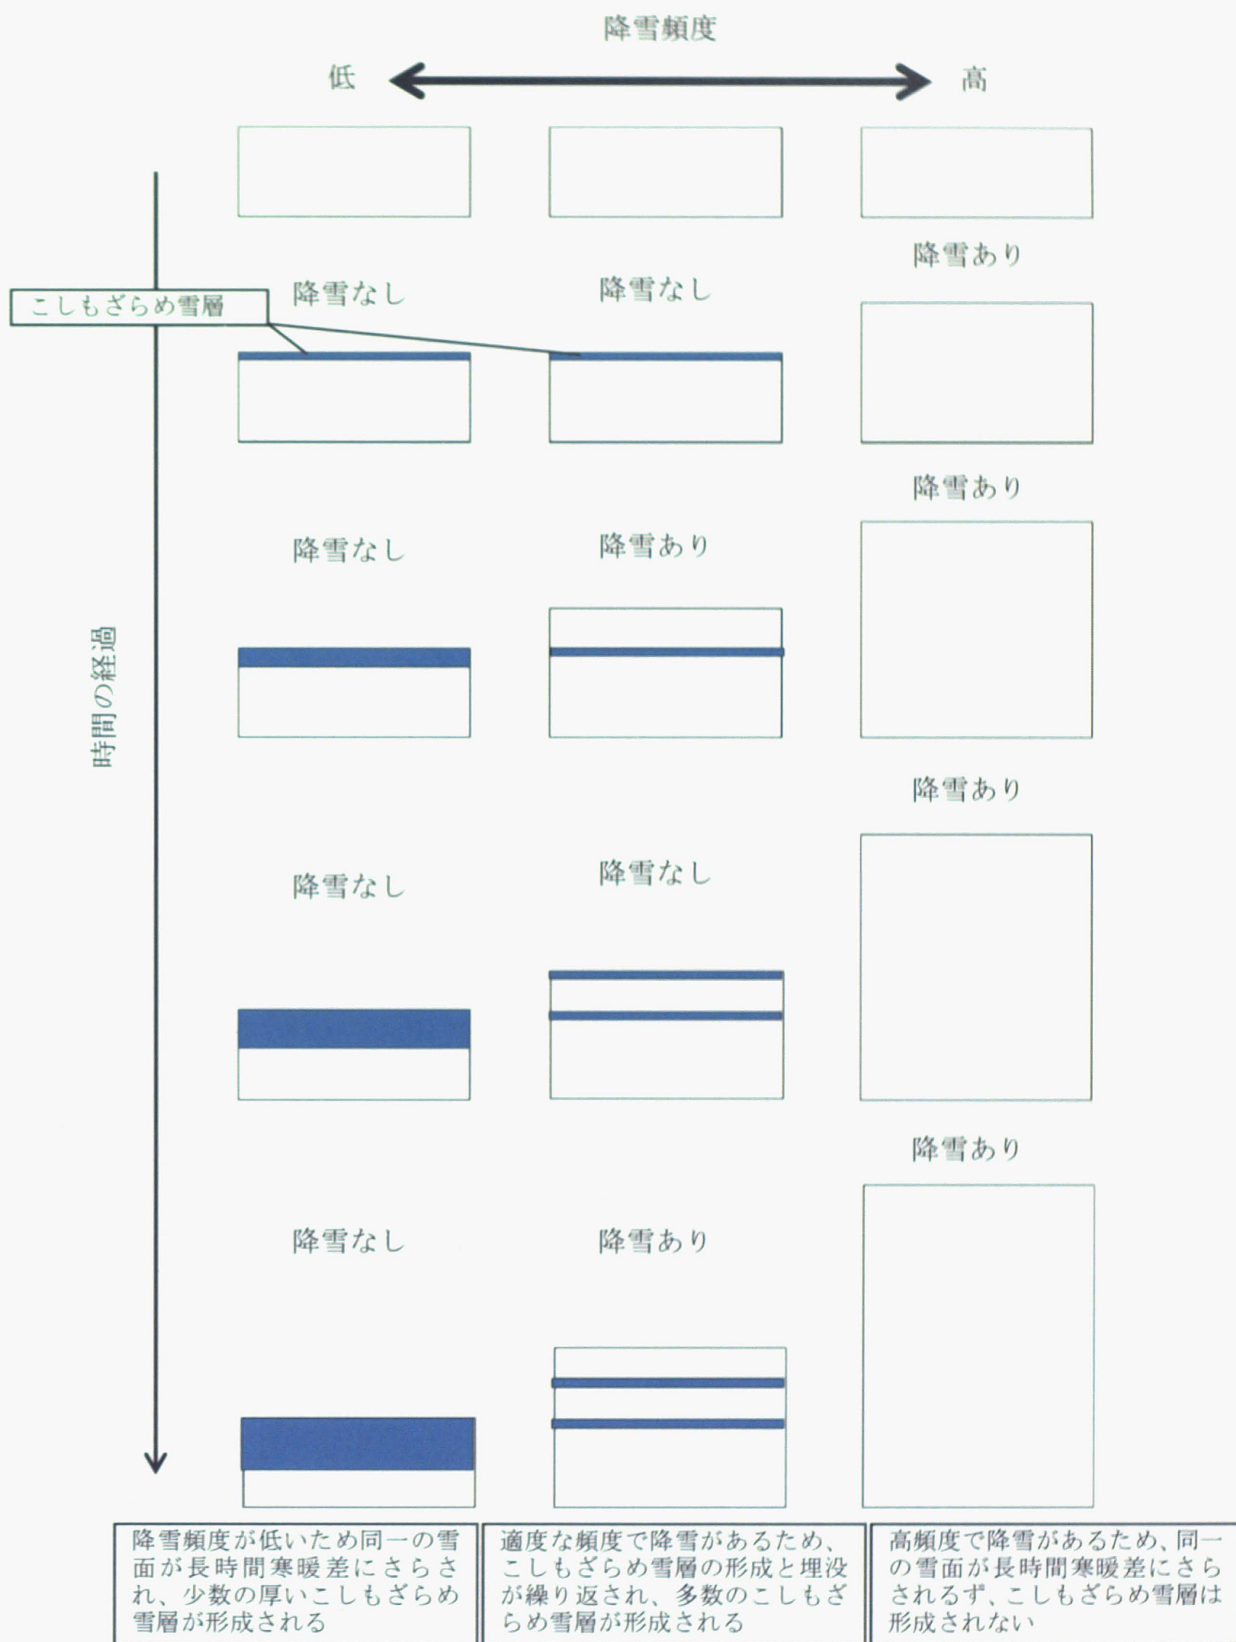 降雪頻度
低
高
降雪あり
降雪なし
降雪なし
こしもざらめ雪層
降雪あり
降雪なし
降雪あり
時間の経過
降雪あり
降雪なし
降雪なし
降雪あり
降雪なし
降雪あり
降雪頻度が低いため同一の雪
面が長時間寒暖差にさらさ
れ、少数の厚いこしもざらめ
雪層が形成される
適度な頻度で降雪があるため、
こしもざらめ雪層の形成と埋没
が繰り返され、多数のこしもざ
らめ雪層が形成される
高頻度で降雪があるため、同一
の雪面が長時間寒暖差にさら
されるず、こしもざらめ雪層は
形成されない